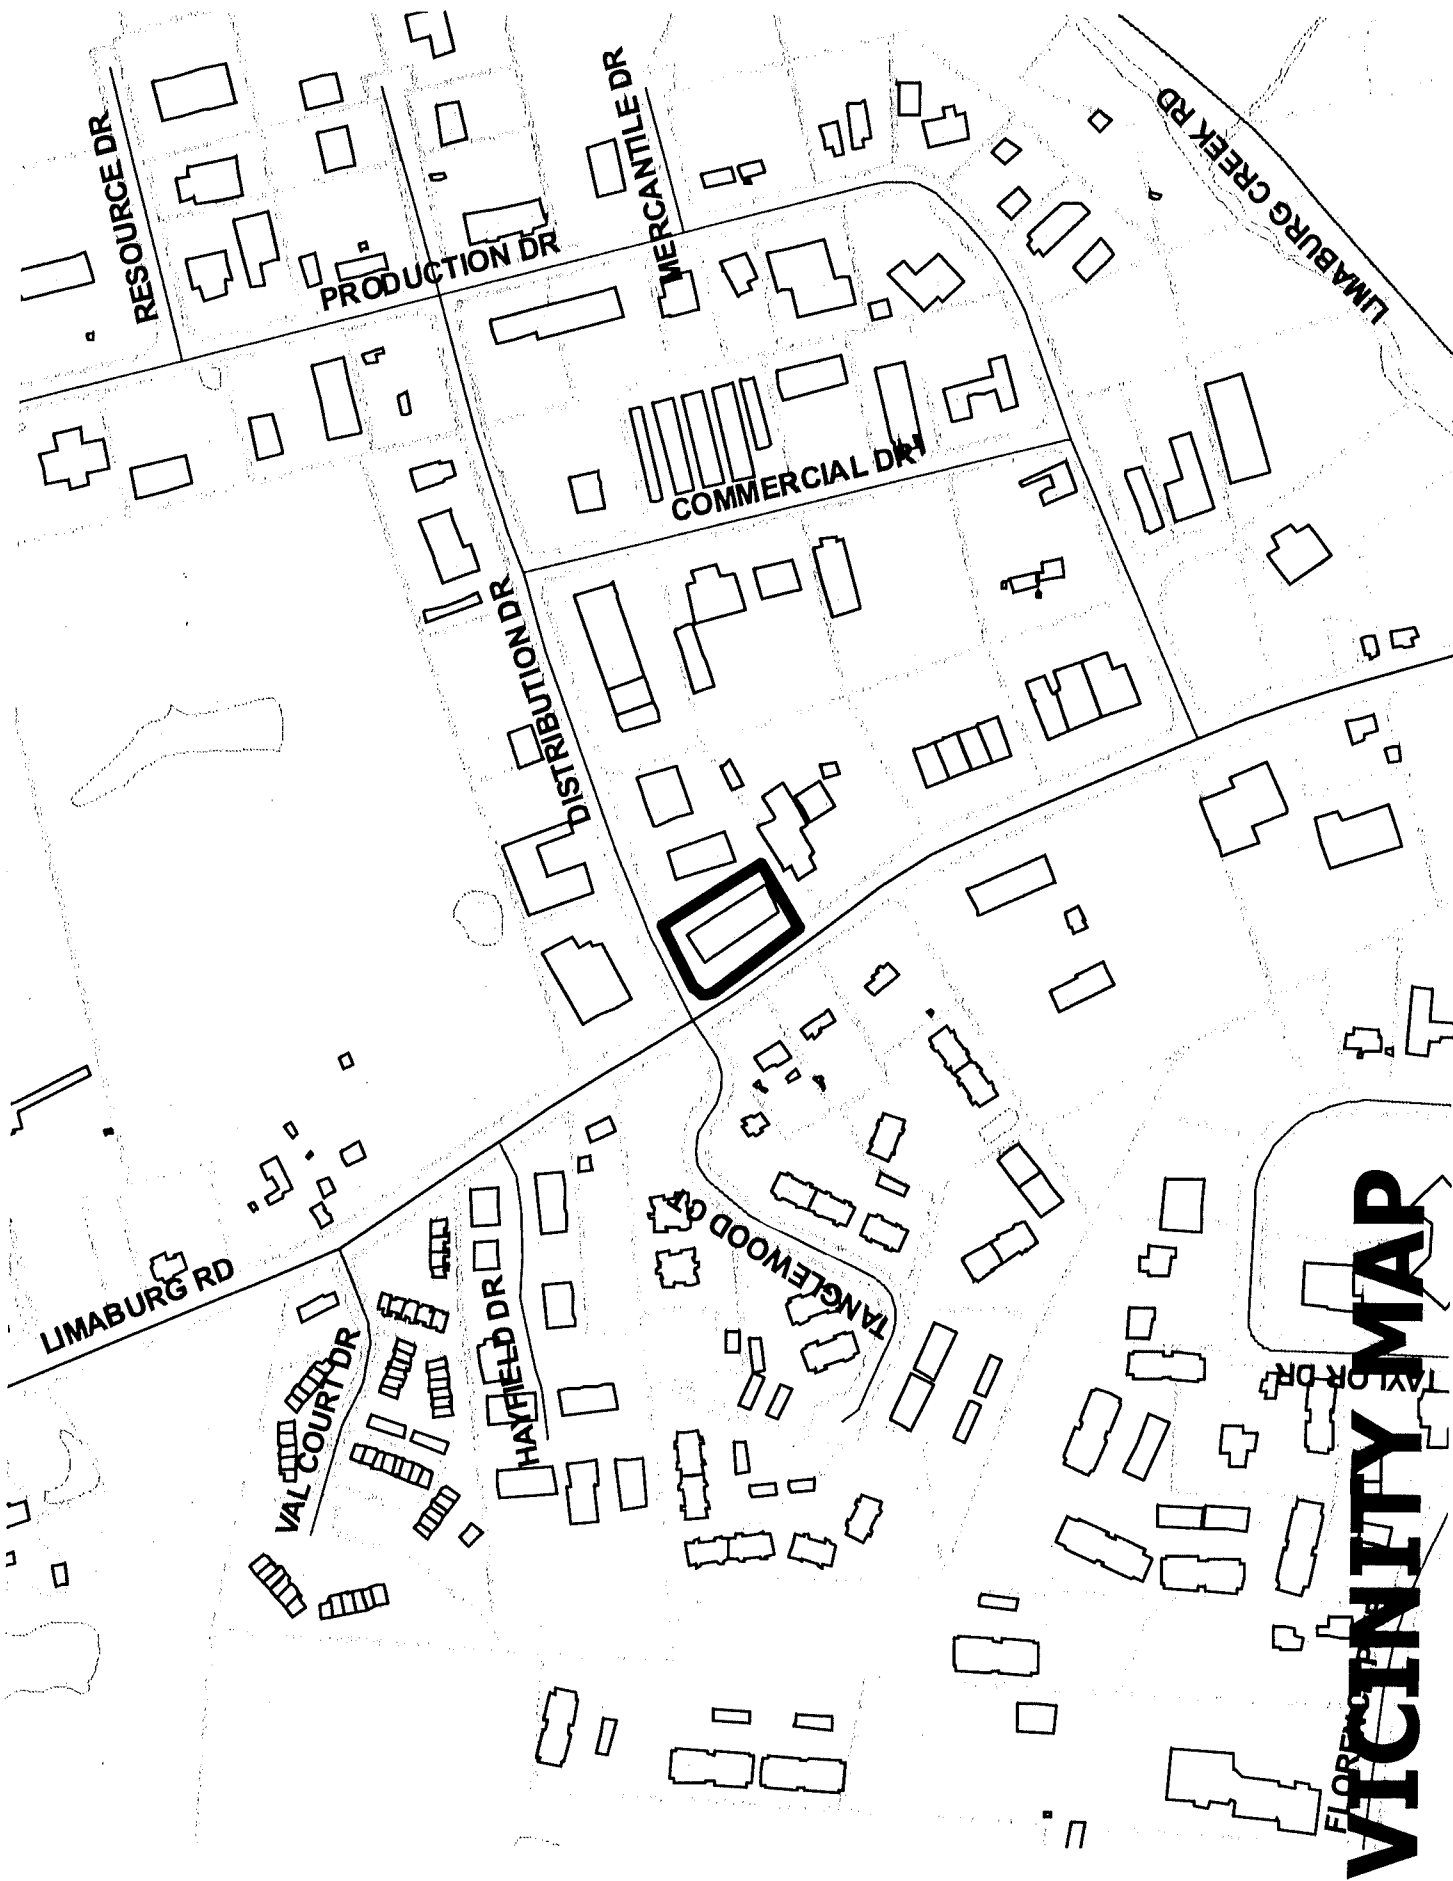 RESOURCE DR
MERCANTILE DR
LIMABURG CREEK RD
PRODUCTION DR
COMMERCIAL DR
DISTRIBUTION DR
LIMABURG RD
TANGLEWOOD CT
HAYFIELD DR
VAL COURT DR
TAYLOR DR
VICINITY MAP